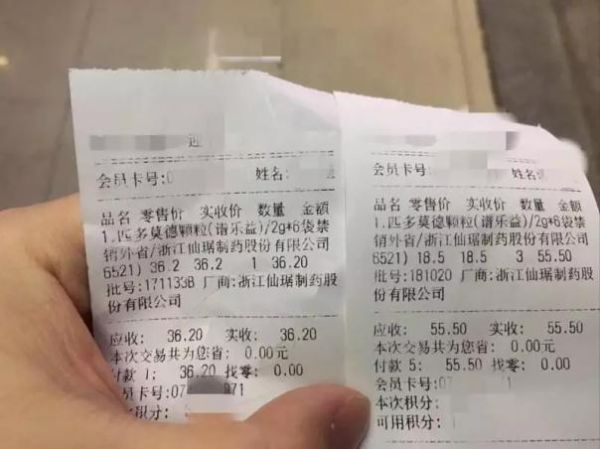 迎
会员卡号:0
姓名:
品名 零售价 实收价 数量 金额
1.匹多莫德颗粒(谱乐益)/2g*6袋禁
销外省/浙江仙琚制药股份有限公司
6521) 36.2 36.2 1 36.20
批号:171133B 厂商:浙江仙琚制药股
份有限公司
应收: 36.20 实收: 36.20
本次交易共为您省: 0.00元
付款 1: 36.20 找零: 0.00
会员卡号:07 871
会员卡号:
姓名:
品名 零售价 实收价 数量 金额
1.匹多莫德颗粒(谱乐益)/2g*6袋禁
销外省/浙江仙琚制药股份有限公司
6521) 18.5 18.5 3 55.50
批号:181020 厂商:浙江仙琚制药股
份有限公司
应收: 55.50 实收: 55.50
本次交易共为您省: 0.00元
付款 5: 55.50 找零: 0.00
会员卡号:07 1
本次积分:
可用积分: